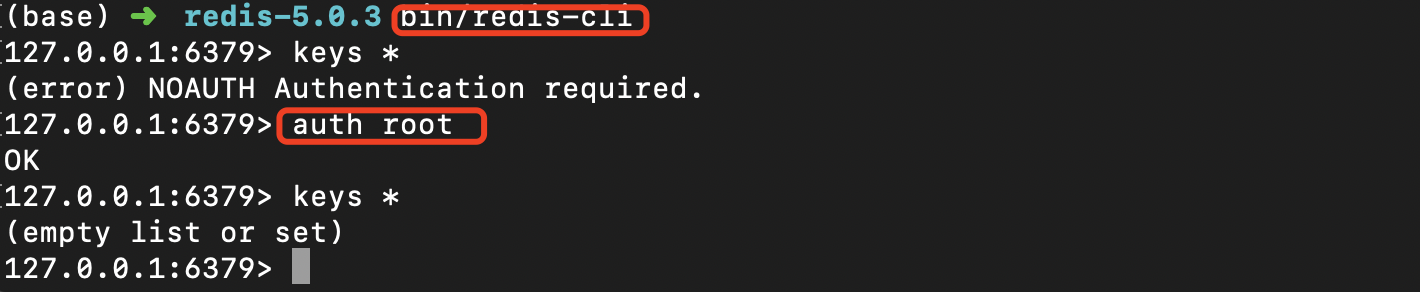 (base) ➜ redis-5.0.3 bin/redis-cli
127.0.0.1:6379> keys *
(error) NOAUTH Authentication required.
127.0.0.1:6379> auth root
OK
127.0.0.1:6379> keys *
(empty list or set)
127.0.0.1:6379>